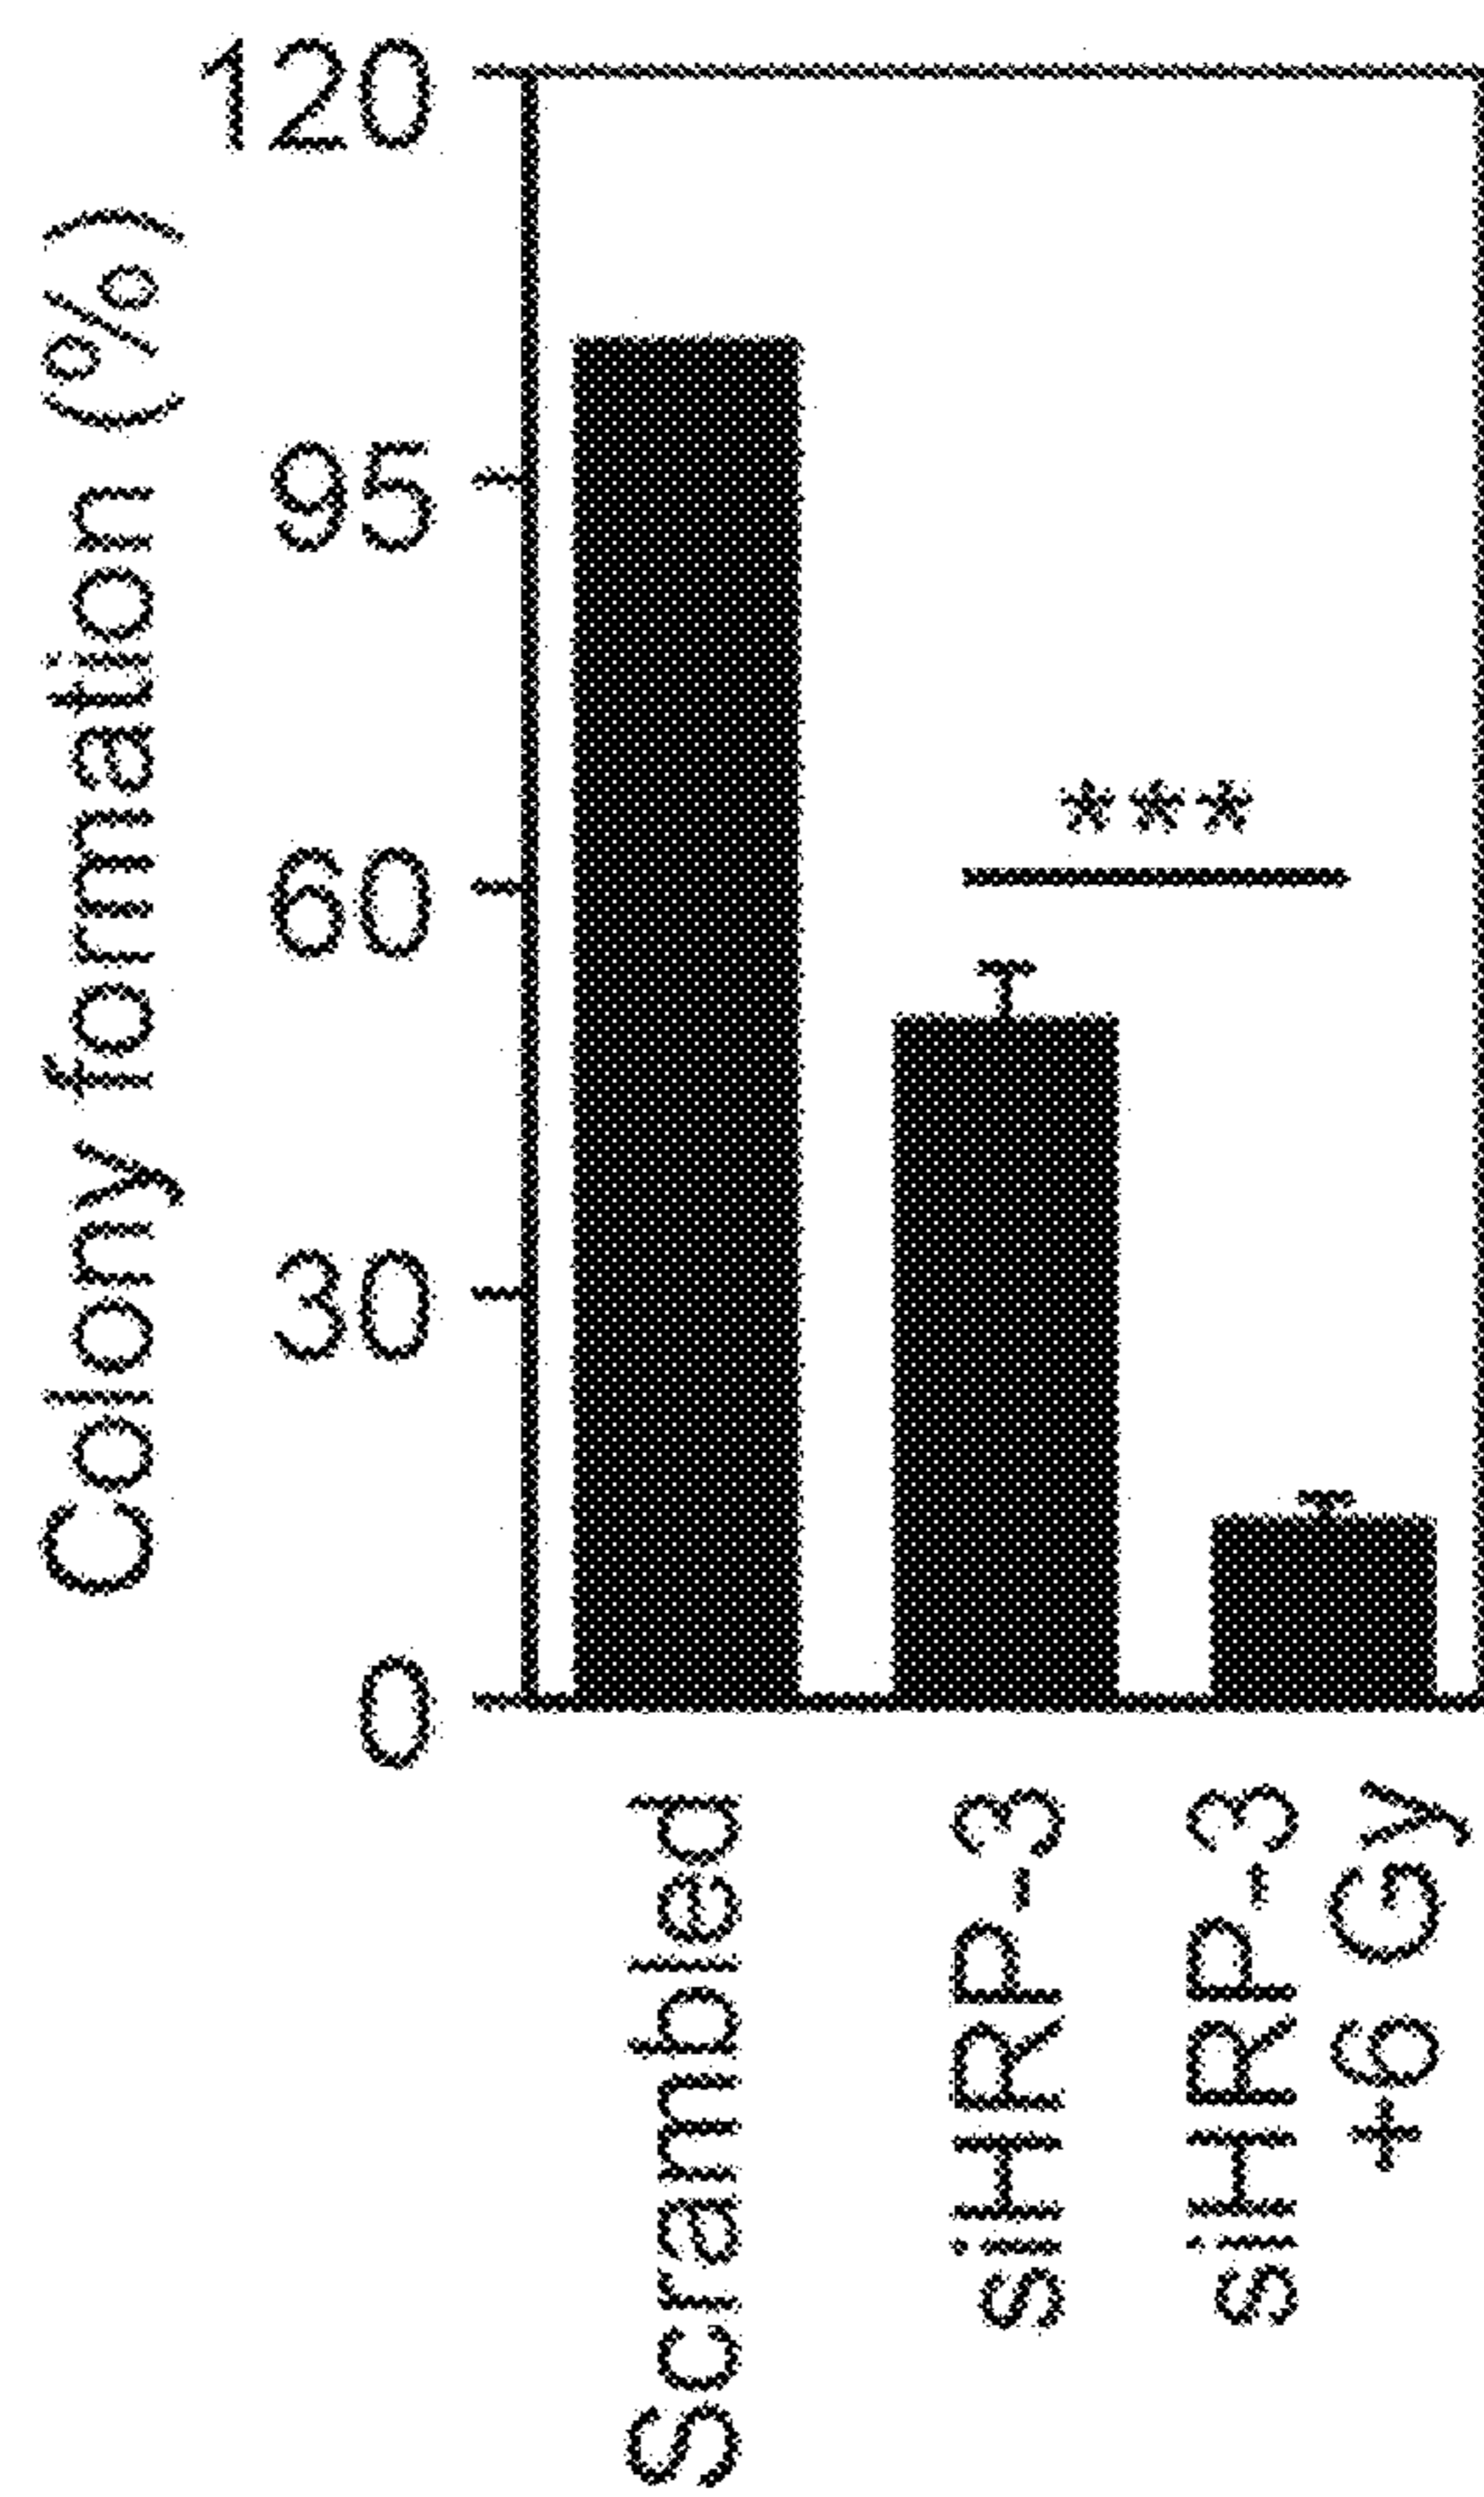 Colony formation (%)
120
95
60
30
0
***
Scrambled
siHRP-3
siHRP-3
+6 Gy